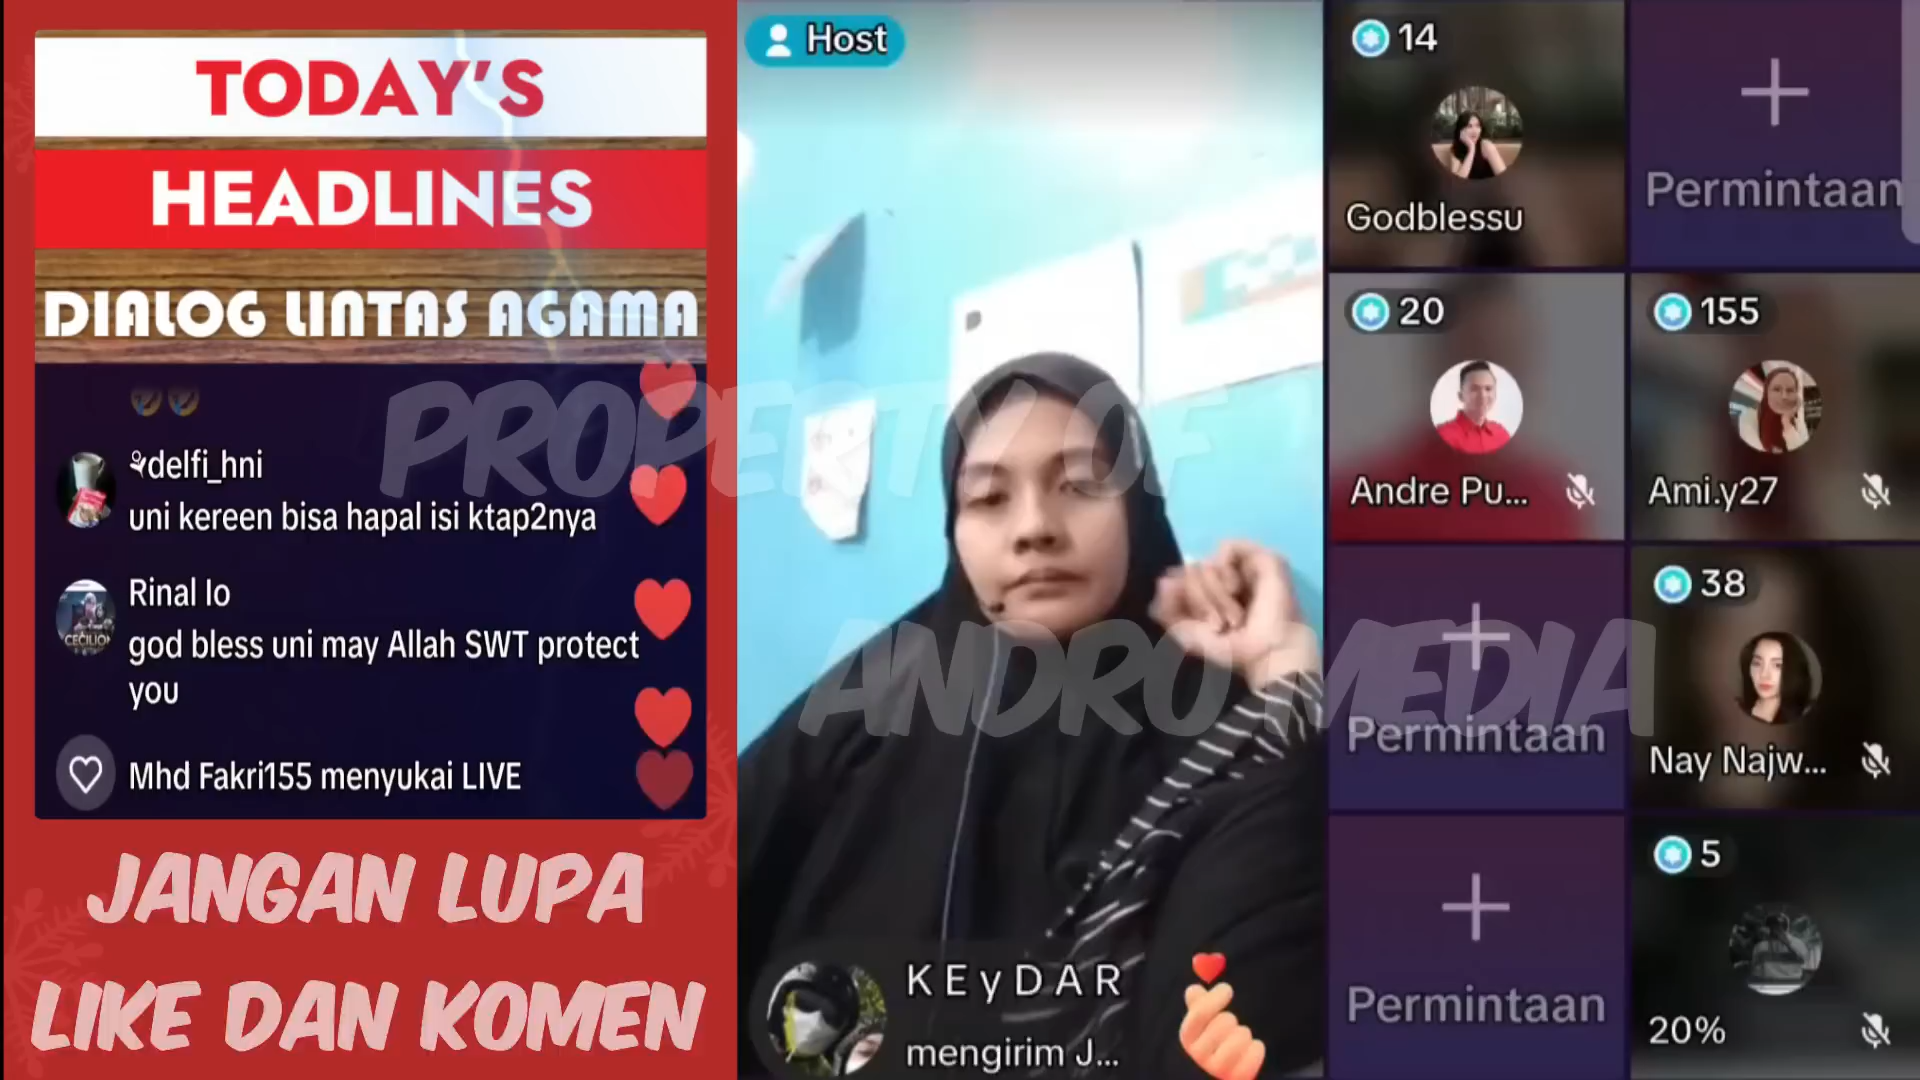 TODAY'S
HEADLINES
DIALOG LINTAS AGAMA
delfi_hni
uni kereen bisa hapal isi ktap2nya
Rinal Io
god bless uni may Allah SWT protect
you
Mhd Fakri155 menyukai LIVE
JANGAN LUPA
LIKE DAN KOMEN
PROPERTY OF
ANDRO MEDIA
Host
K E y D A R
mengirim J...
14
Godblessu
Permintaan
20
Andre Pu...
155
Ami.y27
Permintaan
38
Nay Najw...
Permintaan
5
20%
CECILION